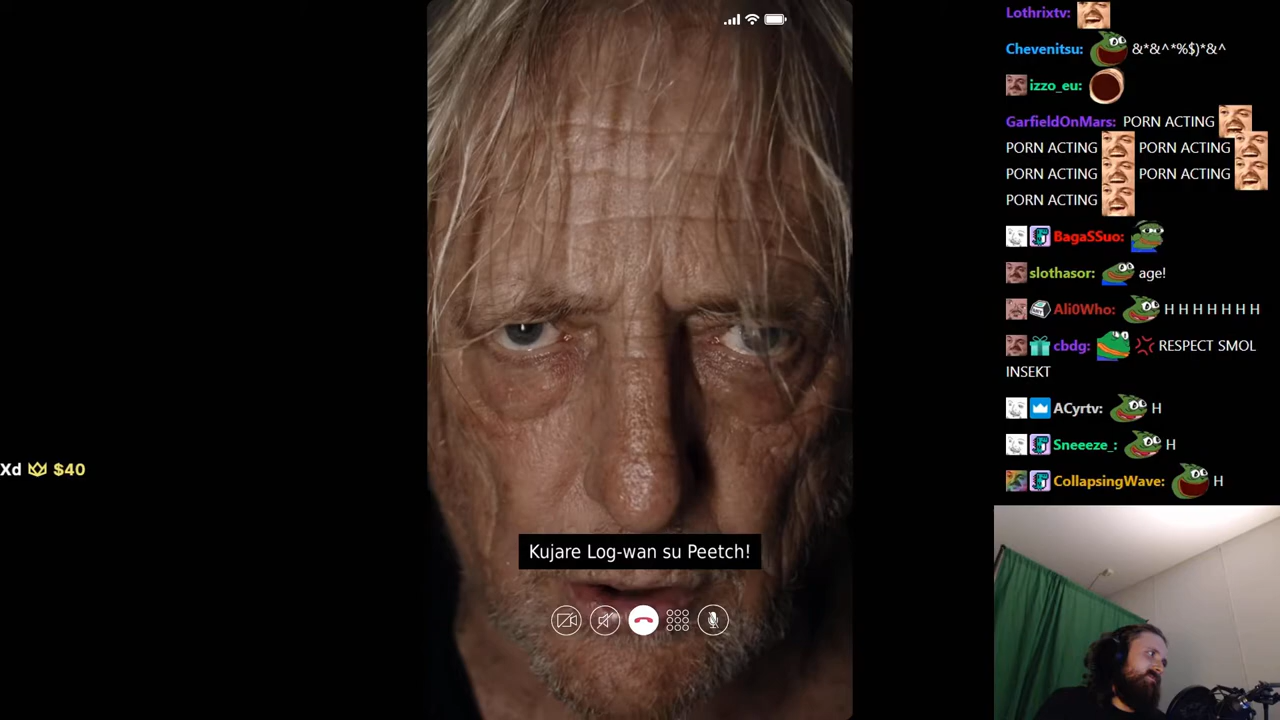 Xd $40
Kujare Log-wan su Peetch!
Lothrixtv:
Chevenitsu: &*&^*%$)*&^
izzo_eu:
GarfieldOnMars: PORN ACTING
PORN ACTING PORN ACTING
PORN ACTING PORN ACTING
PORN ACTING
BagaSSuo:
slothasor: age!
Ali0Who: H H H H H H H
cbdg: RESPECT SMOL
INSEKT
ACyrtv: H
Sneeeze_: H
CollapsingWave: H